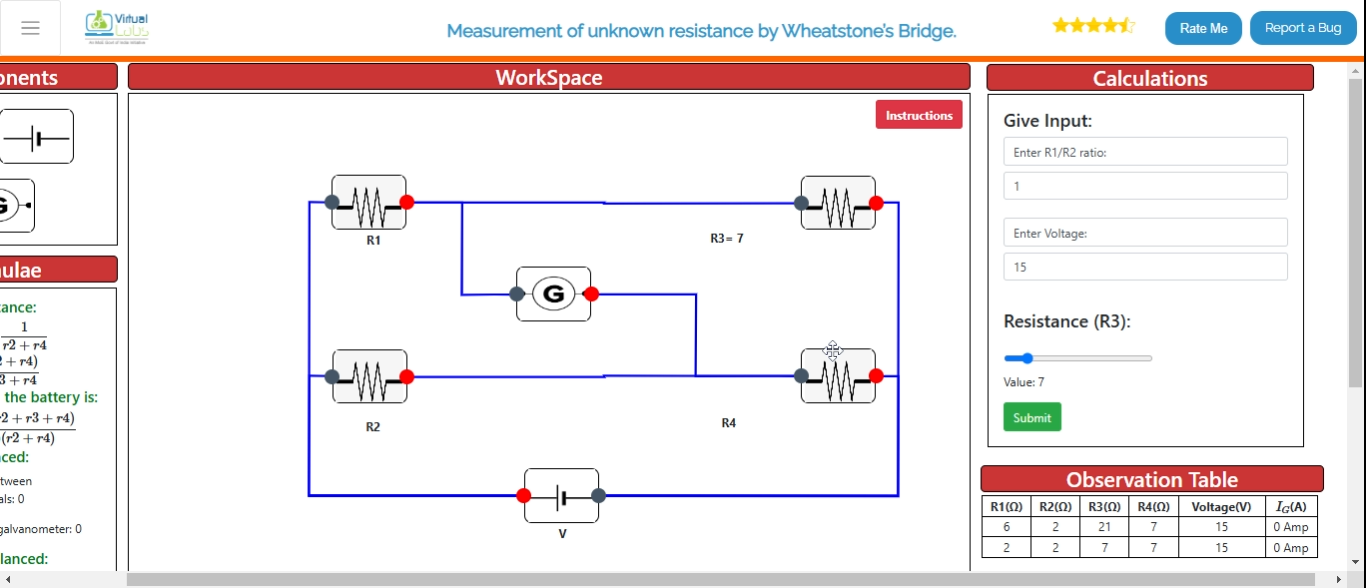 Virtual
Labs
Measurement of unknown resistance by Wheatstone's Bridge.
Rate Me
Report a Bug
onents
WorkSpace
Calculations
G
ulae
ance:
1
r2 + r4
2 + r4)
3 + r4
the battery is:
2 + r3 + r4)
(r2 + r4)
ced:
tween
als: 0
galvanometer: 0
lanced:
Instructions
R1
R3= 7
G
R2
R4
V
Give Input:
Enter R1/R2 ratio:
1
Enter Voltage:
15
Resistance (R3):
Value: 7
Submit
Observation Table
R1(Ω) R2(Ω) R3(Ω) R4(Ω) Voltage(V) IG(A)
6 2 21 7 15 0 Amp
2 2 7 7 15 0 Amp